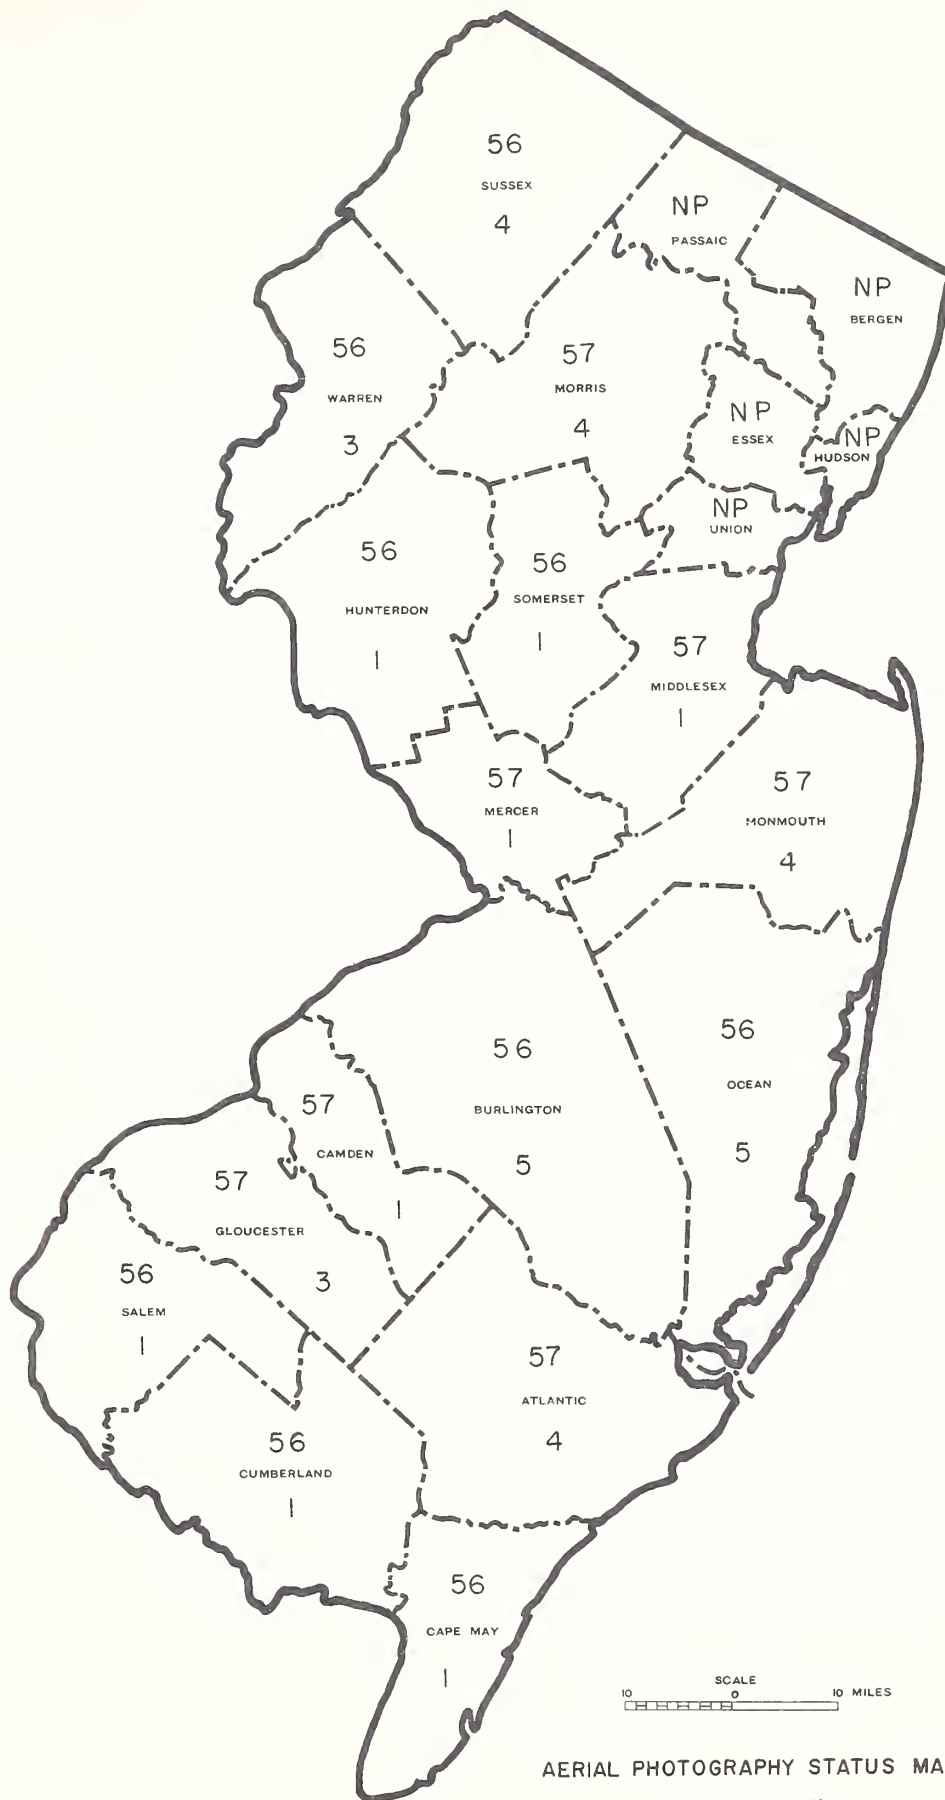 56
SUSSEX
4
NP
PASSAIC
NP
BERGEN
56
WARREN
3
57
MORRIS
4
NP
ESSEX
NP
HUDSON
NP
UNION
56
HUNTERDON
1
56
SOMERSET
1
57
MIDDLESEX
1
57
MERCER
1
57
MONMOUTH
4
56
OCEAN
5
56
BURLINGTON
5
57
CAMDEN
1
57
GLOUCESTER
3
56
SALEM
1
57
ATLANTIC
4
56
CUMBERLAND
1
56
CAPE MAY
1
SCALE
10 0 10 MILES
AERIAL PHOTOGRAPHY STATUS MA